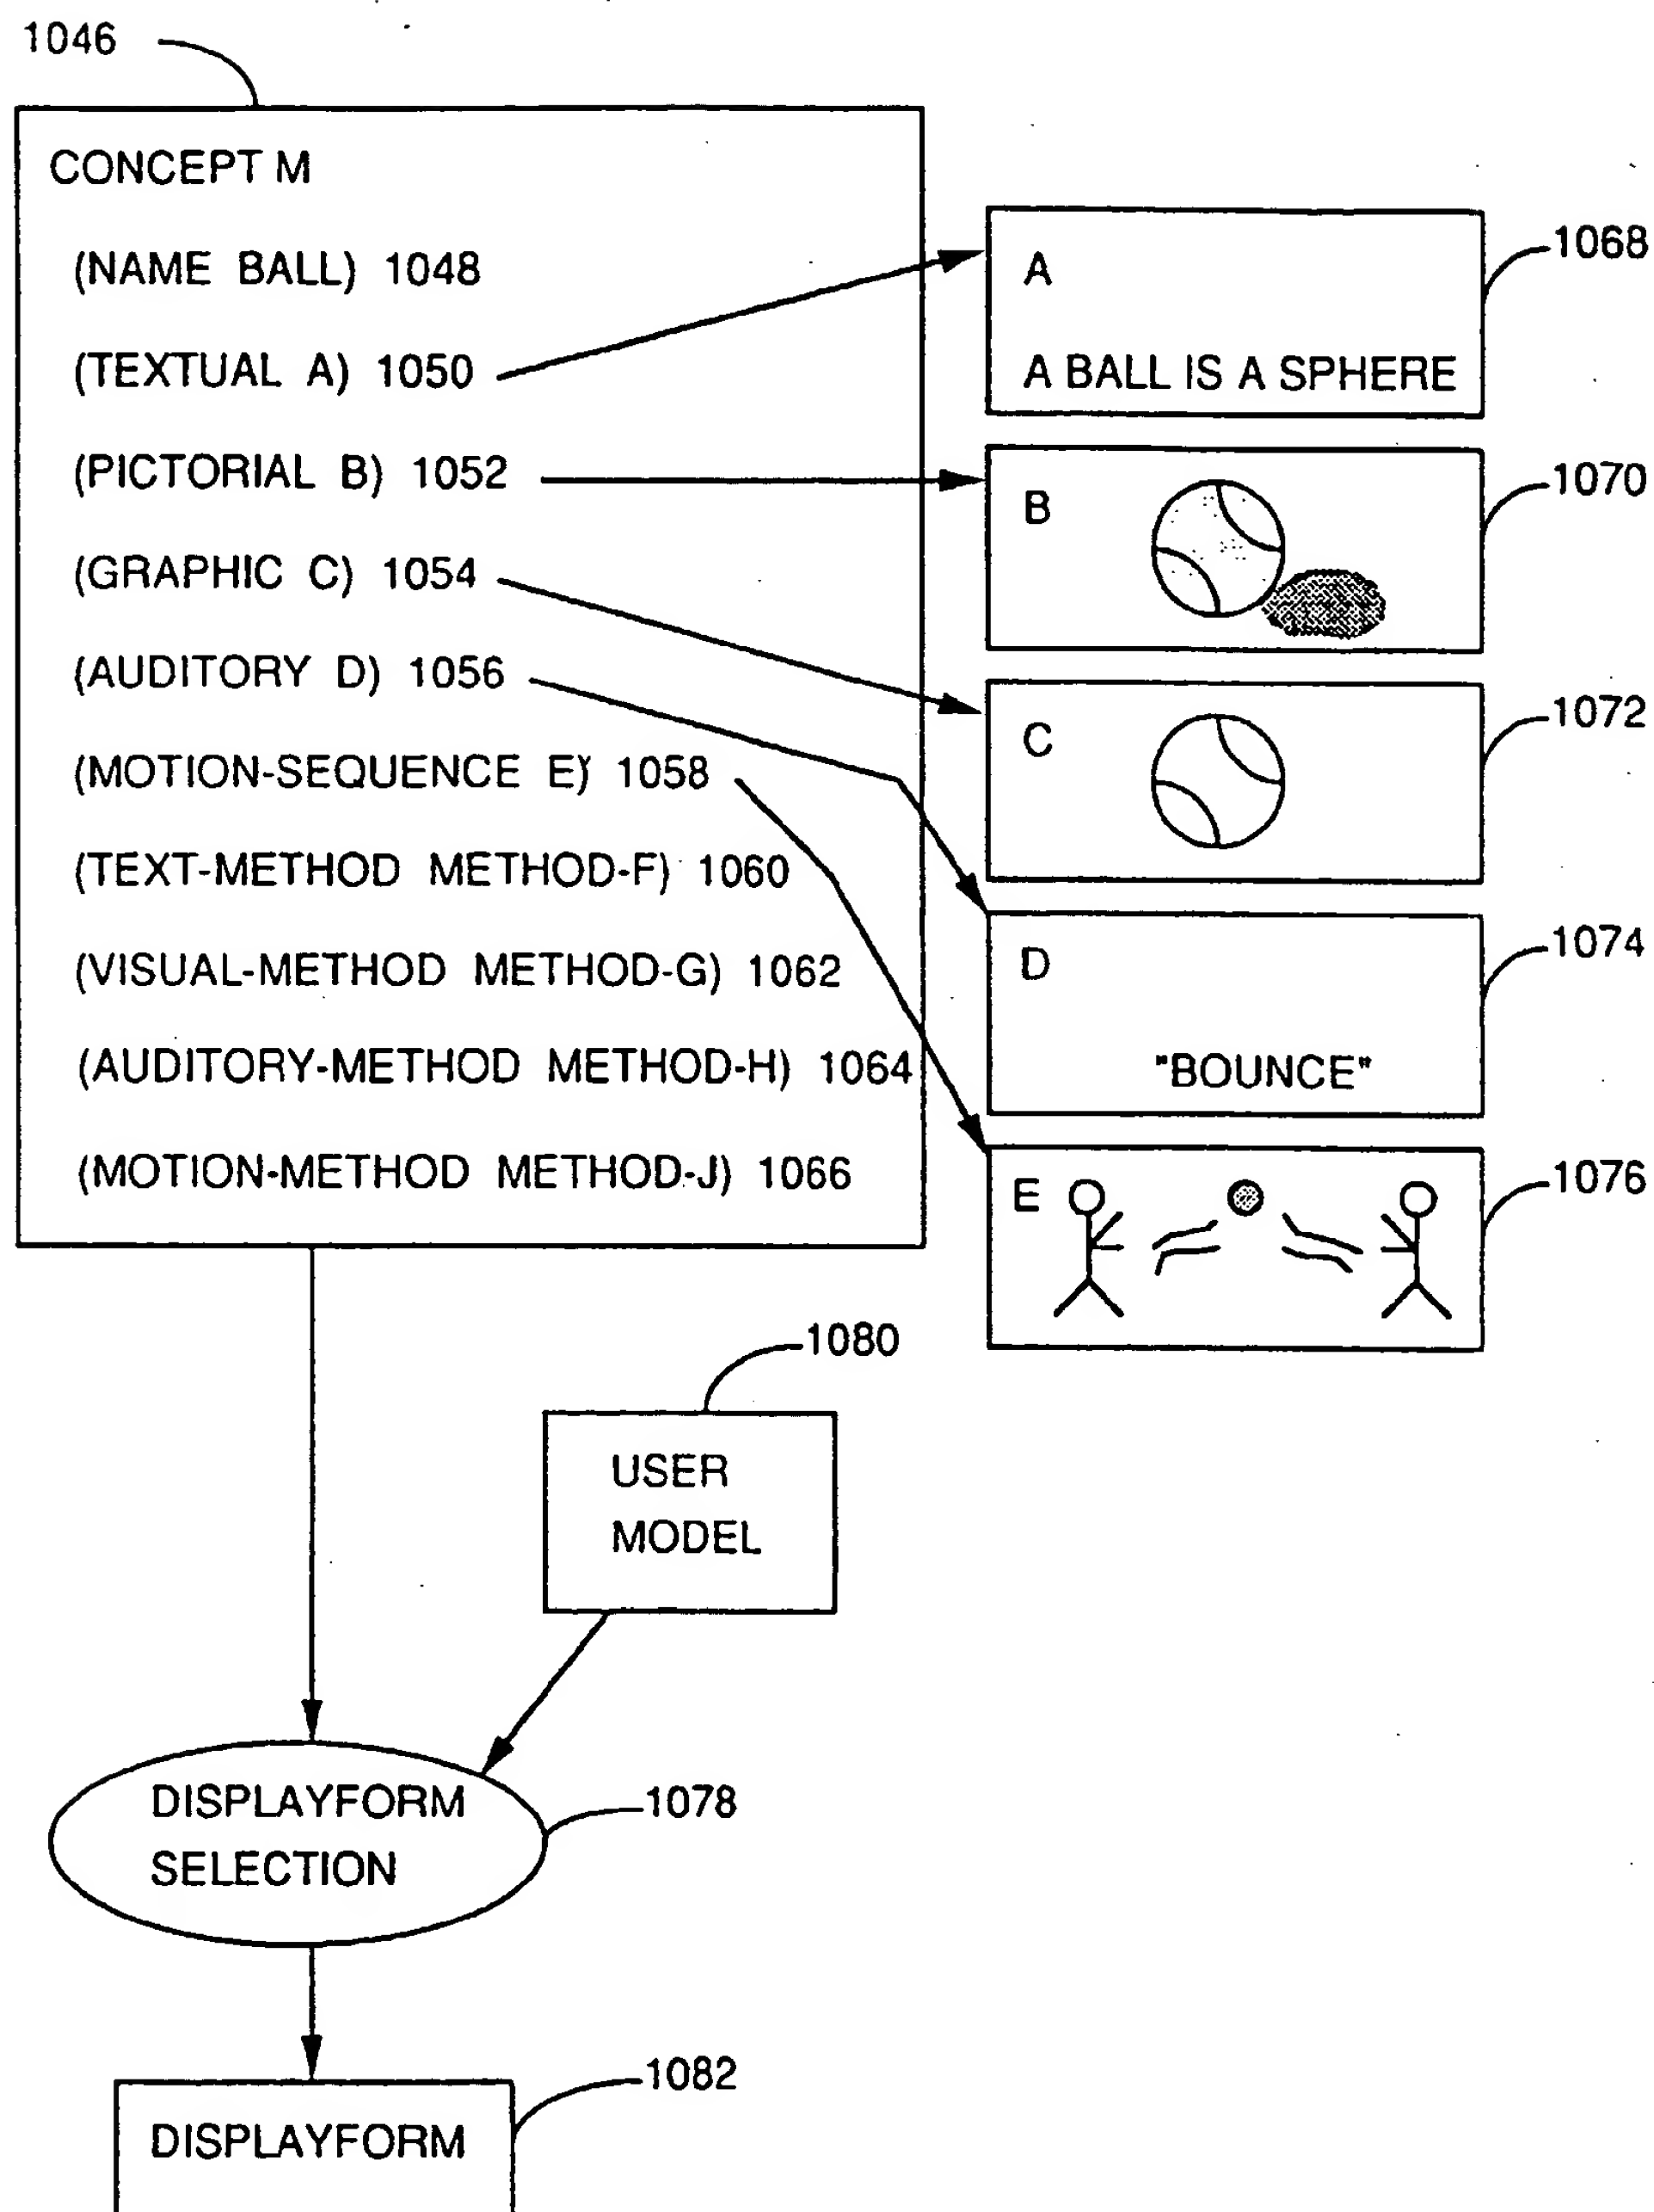 1046
CONCEPT M
(NAME BALL) 1048
(TEXTUAL A) 1050
(PICTORIAL B) 1052
(GRAPHIC C) 1054
(AUDITORY D) 1056
(MOTION-SEQUENCE E) 1058
(TEXT-METHOD METHOD-F) 1060
(VISUAL-METHOD METHOD-G) 1062
(AUDITORY-METHOD METHOD-H) 1064
(MOTION-METHOD METHOD-J) 1066
A
A BALL IS A SPHERE
1068
B
1070
C
1072
D
"BOUNCE"
1074
E
1076
1080
USER
MODEL
DISPLAYFORM
SELECTION
1078
1082
DISPLAYFORM